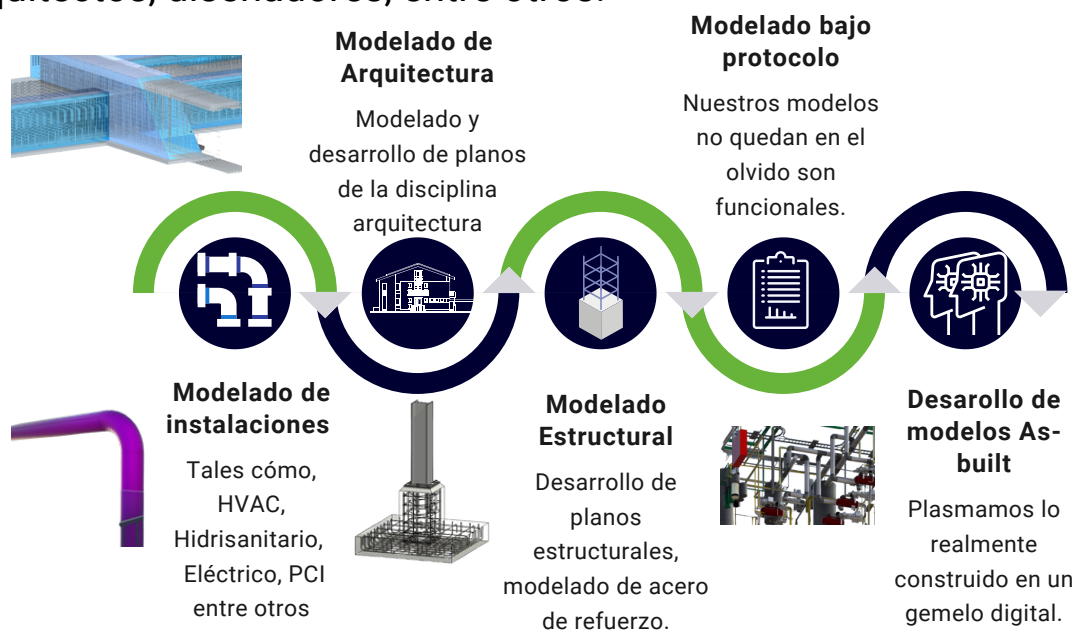 Modelado de
Arquitectura
Modelado y
desarrollo de planos
de la disciplina
arquitectura
Modelado bajo
protocolo
Nuestros modelos
no quedan en el
olvido son
funcionales.
Modelado de
instalaciones
Tales cómo,
HVAC,
Hidrisanitario,
Eléctrico, PCI
entre otros
Modelado
Estructural
Desarrollo de
planos
estructurales,
modelado de acero
de refuerzo.
Desarollo de
modelos As-
built
Plasmamos lo
realmente
construido en un
gemelo digital.